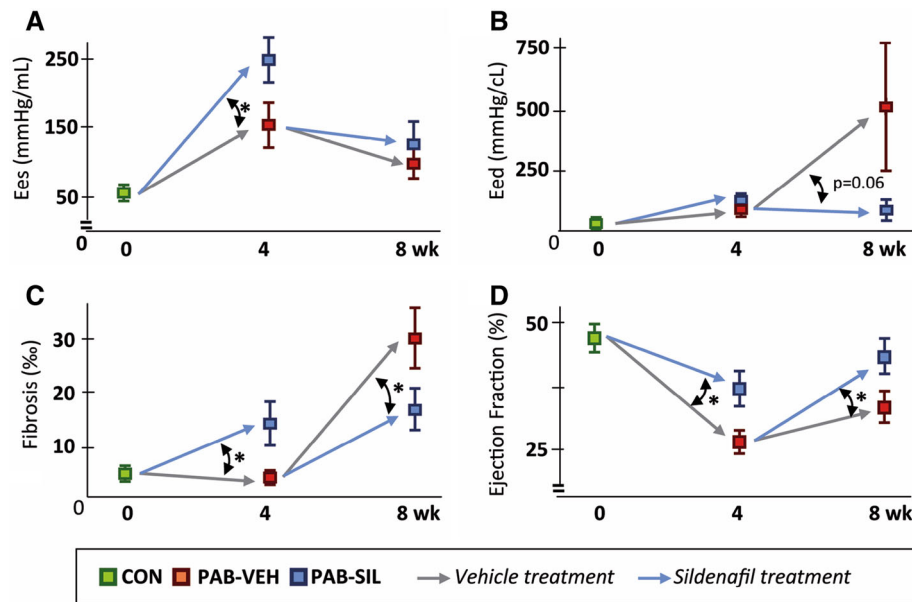 A
Ees (mmHg/mL)
250
150
50
0
0 4 8 wk
*
B
Eed (mmHg/cL)
750
500
250
0
0 4 8 wk
p=0.06
C
Fibrosis (‰)
30
20
10
0
0 4 8 wk
*
*
D
Ejection Fraction (%)
50
25
0 4 8 wk
*
*
CON PAB-VEH PAB-SIL Vehicle treatment Sildenafil treatment